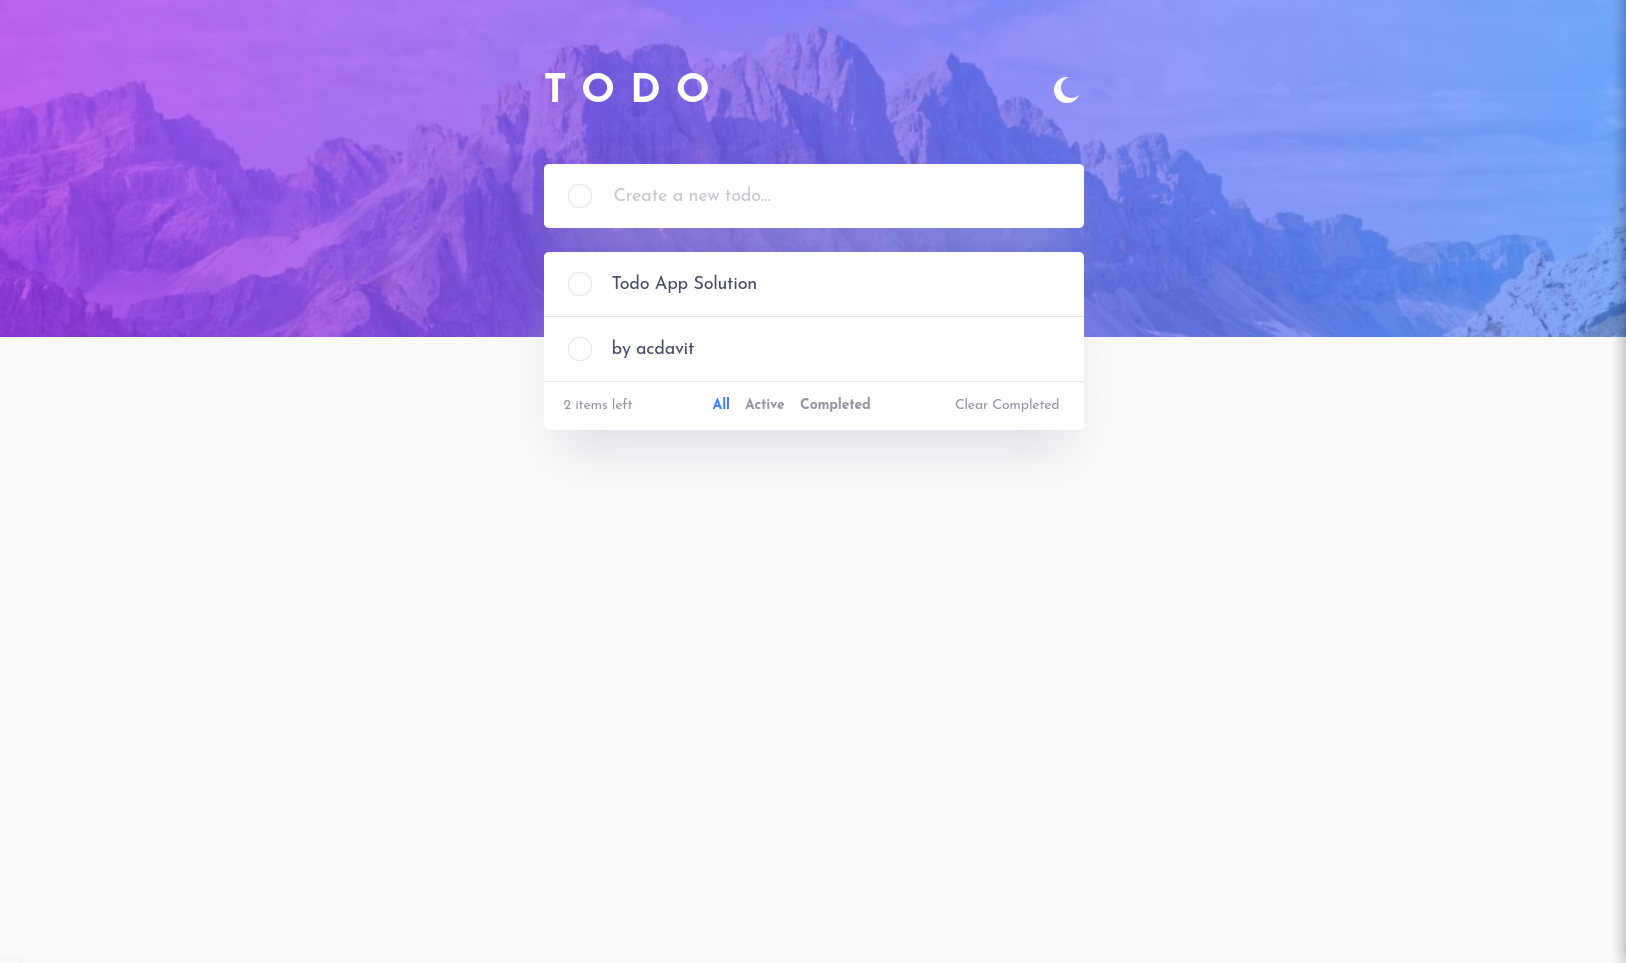 TODO
Create a new todo...
Todo App Solution
by acdavit
2 items left All Active Completed Clear Completed